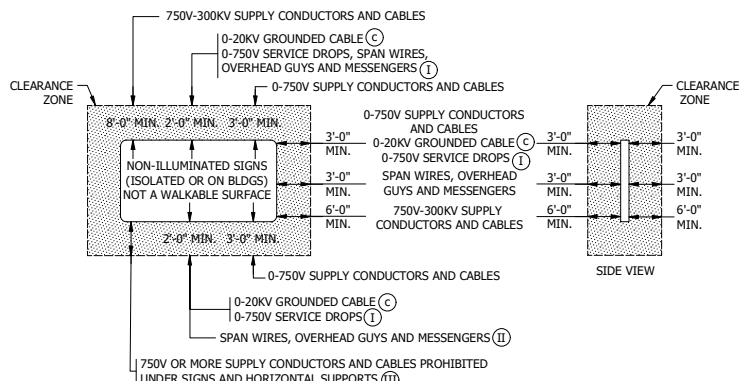 750V-300KV SUPPLY CONDUCTORS AND CABLES
0-20KV GROUNDED CABLE Ⓒ
0-750V SERVICE DROPS, SPAN WIRES,
OVERHEAD GUYS AND MESSENGERS Ⓘ
0-750V SUPPLY CONDUCTORS AND CABLES
CLEARANCE
ZONE
CLEARANCE
ZONE
8'-0" MIN. 2'-0" MIN. 3'-0" MIN.
NON-ILLUMINATED SIGNS
(ISOLATED OR ON BLDGS)
NOT A WALKABLE SURFACE
3'-0"
MIN.
0-750V SUPPLY CONDUCTORS
AND CABLES
0-20KV GROUNDED CABLE Ⓒ
0-750V SERVICE DROPS Ⓘ
3'-0"
MIN.
3'-0"
MIN.
3'-0"
MIN.
SPAN WIRES, OVERHEAD
GUYS AND MESSENGERS
3'-0"
MIN.
3'-0"
MIN.
6'-0"
MIN.
750V-300KV SUPPLY
CONDUCTORS AND CABLES
6'-0"
MIN.
6'-0"
MIN.
2'-0" MIN. 3'-0" MIN.
SIDE VIEW
0-750V SUPPLY CONDUCTORS AND CABLES
0-20KV GROUNDED CABLE Ⓒ
0-750V SERVICE DROPS Ⓘ
SPAN WIRES, OVERHEAD GUYS AND MESSENGERS (II)
750V OR MORE SUPPLY CONDUCTORS AND CABLES PROHIBITED
UNDER SIGNS AND HORIZONTAL SUPPORTS (III)